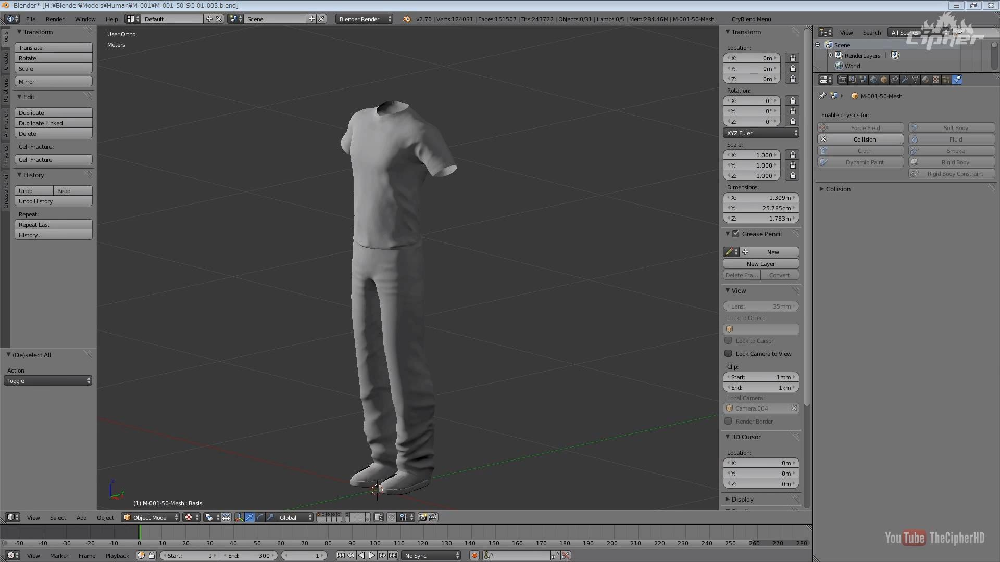 Blender* [H:¥Blender¥Models¥Human¥M-001¥M-001-50-SC-01-003.blend]
File Render Window Help Default Scene Blender Render v2.70 | Verts:124031 | Faces:151507 | Tris:243722 | Objects:0/31 | Lamps:0/5 | Mem:284.46M | M-001-50-Mesh CryBlend Menu
Tools
Create
Relations
Animation
Physics
Grease Pencil
Transform
Translate
Rotate
Scale
Mirror
Edit
Duplicate
Duplicate Linked
Delete
Cell Fracture:
Cell Fracture
History
Undo Redo
Undo History
Repeat:
Repeat Last
History...
(De)select All
Action
Toggle
User Ortho
Meters
z
y
(1) M-001-50-Mesh : Basis
Transform
Location:
X: 0m
Y: 0m
Z: 0m
Rotation:
X: 0°
Y: 0°
Z: 0°
XYZ Euler
Scale:
X: 1.000
Y: 1.000
Z: 1.000
Dimensions:
X: 1.309m
Y: 25.785cm
Z: 1.783m
Grease Pencil
New
New Layer
Delete Fra... Convert
View
Lens: 35mm
Lock to Object:
Lock to Cursor
Lock Camera to View
Clip:
Start: 1mm
End: 1km
Local Camera:
Camera.004
Render Border
3D Cursor
Location:
X: 0m
Y: 0m
Z: 0m
Display
View Search All Scenes
Cipher
Scene
RenderLayers |
World
M-001-50-Mesh
Enable physics for:
Force Field Soft Body
Collision Fluid
Cloth Smoke
Dynamic Paint Rigid Body
Rigid Body Constraint
Collision
View Select Add Object Object Mode Global
-50 -40 -30 -20 -10 0 10 20 30 40 50 60 70 80 90 100 110 120 130 140 150 160 170 180 190 200 210 220 230 240 250 260 270 280
View Marker Frame Playback Start: 1 End: 300 1 No Sync
YouTube TheCipherHD